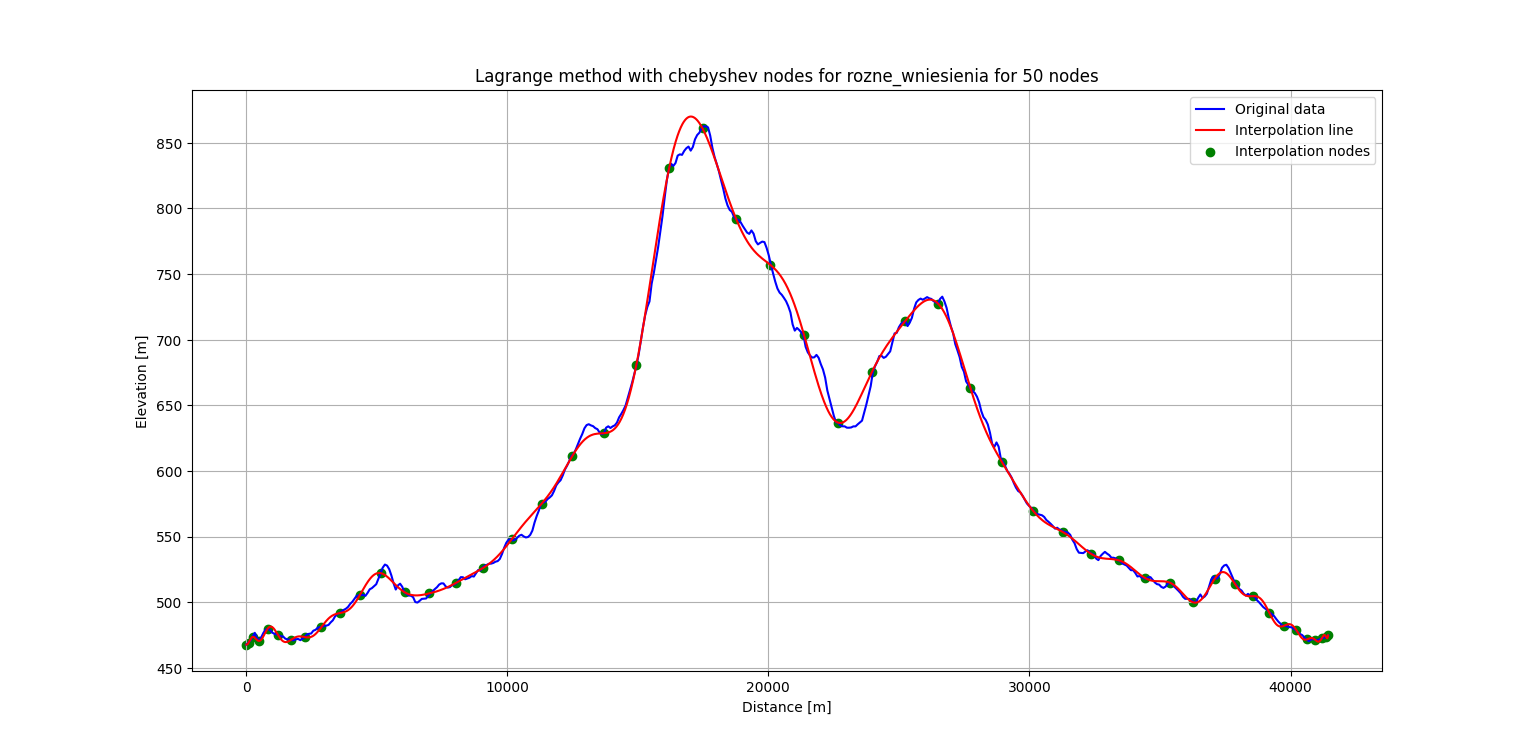 Lagrange method with chebyshev nodes for rozne_wniesienia for 50 nodes
Original data
Interpolation line
Interpolation nodes
Elevation [m]
850
800
750
700
650
600
550
500
450
0
10000
20000
30000
40000
Distance [m]